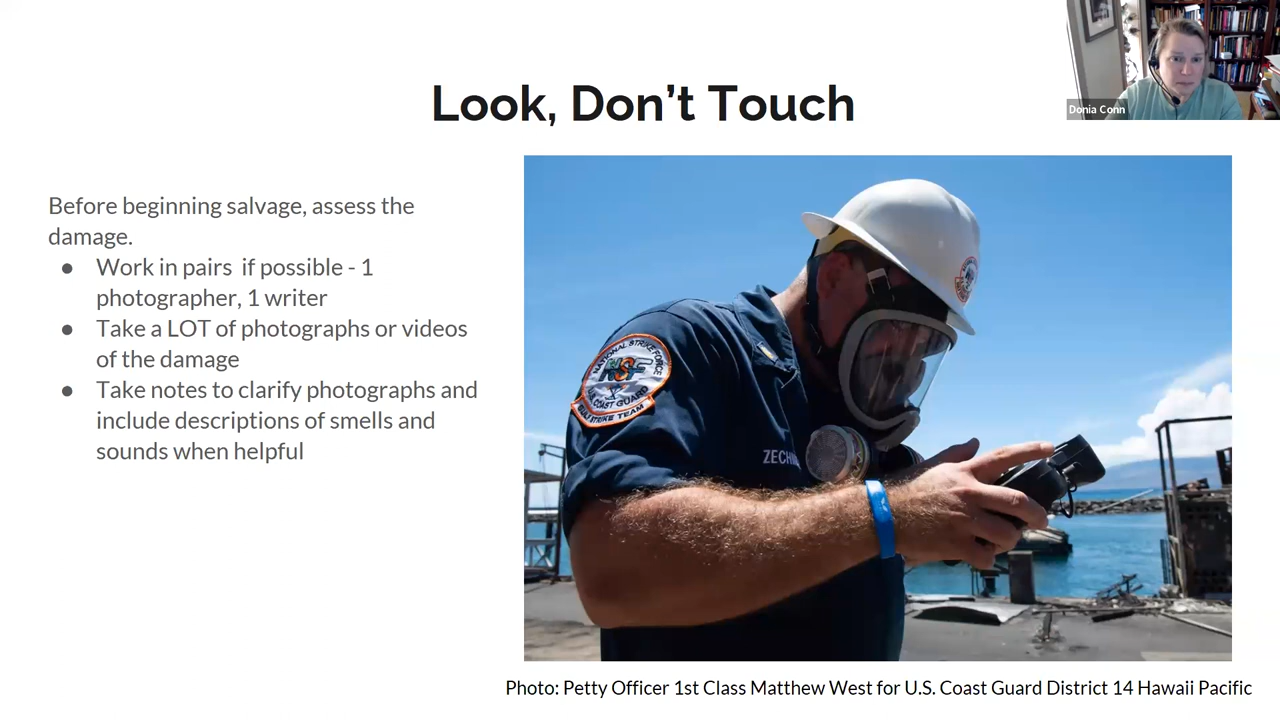 Look, Don't Touch
Donia Conn
Before beginning salvage, assess the
damage.
● Work in pairs  if possible - 1
photographer, 1 writer
● Take a LOT of photographs or videos
of the damage
● Take notes to clarify photographs and
include descriptions of smells and
sounds when helpful
NATIONAL STRIKE FORCE
NSF
U.S. COAST GUARD
STRIKE TEAM
Photo: Petty Officer 1st Class Matthew West for U.S. Coast Guard District 14 Hawaii Pacific